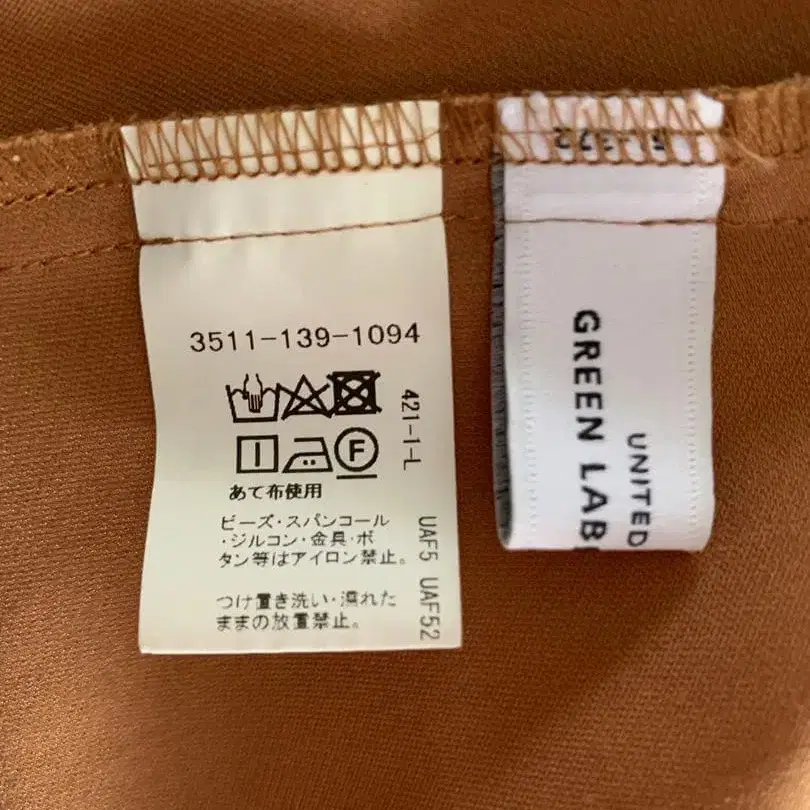 3511-139-1094
421-1-L
F
あて布使用
ビーズ・スパンコール
・ジルコン・金具・ボ
タン等はアイロン禁止。
つけ置き洗い・濡れた
ままの放置禁止。
UAF5 UAF52
UNITED
GREEN LAB